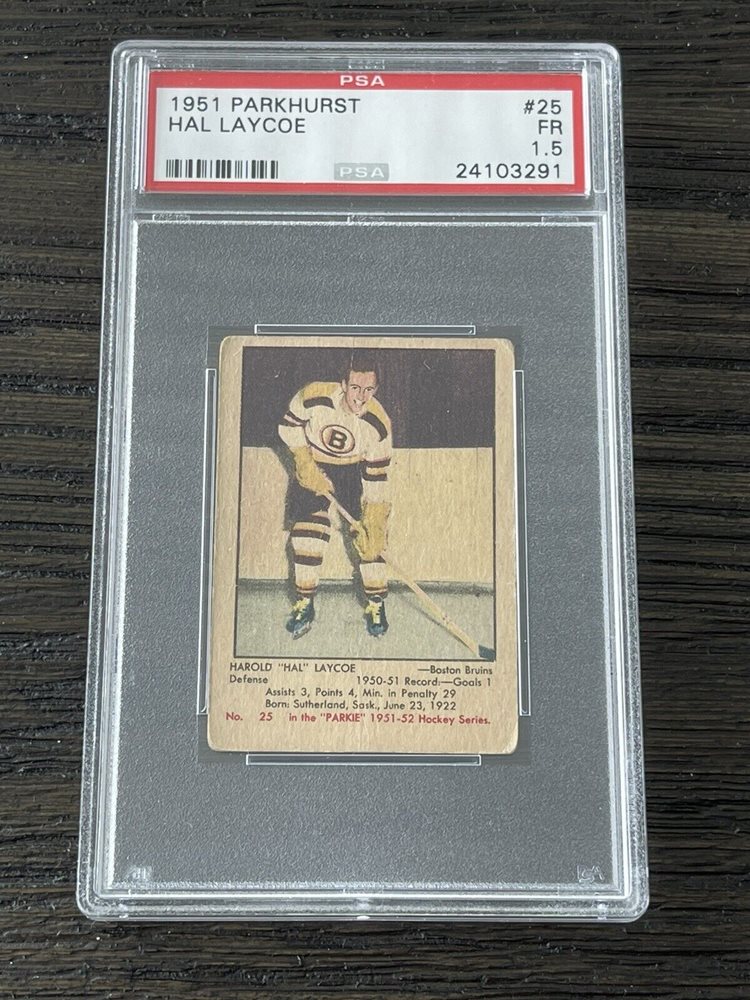 PSA
1951 PARKHURST #25
HAL LAYCOE FR
1.5
PSA 24103291
B
HAROLD "HAL" LAYCOE —Boston Bruins
Defense 1950-51 Record:—Goals 1
Assists 3, Points 4, Min. in Penalty 29
Born: Sutherland, Sask., June 23, 1922
No. 25 in the "PARKIE" 1951-52 Hockey Series.